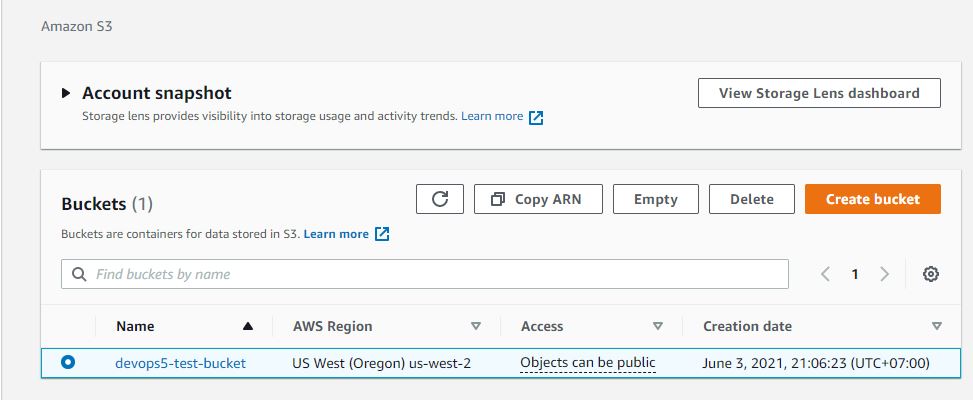 Amazon S3
Account snapshot
View Storage Lens dashboard
Storage lens provides visibility into storage usage and activity trends. Learn more
Buckets (1)
Copy ARN
Empty
Delete
Create bucket
Buckets are containers for data stored in S3. Learn more
Find buckets by name
1
Name AWS Region Access Creation date
devops5-test-bucket US West (Oregon) us-west-2 Objects can be public June 3, 2021, 21:06:23 (UTC+07:00)